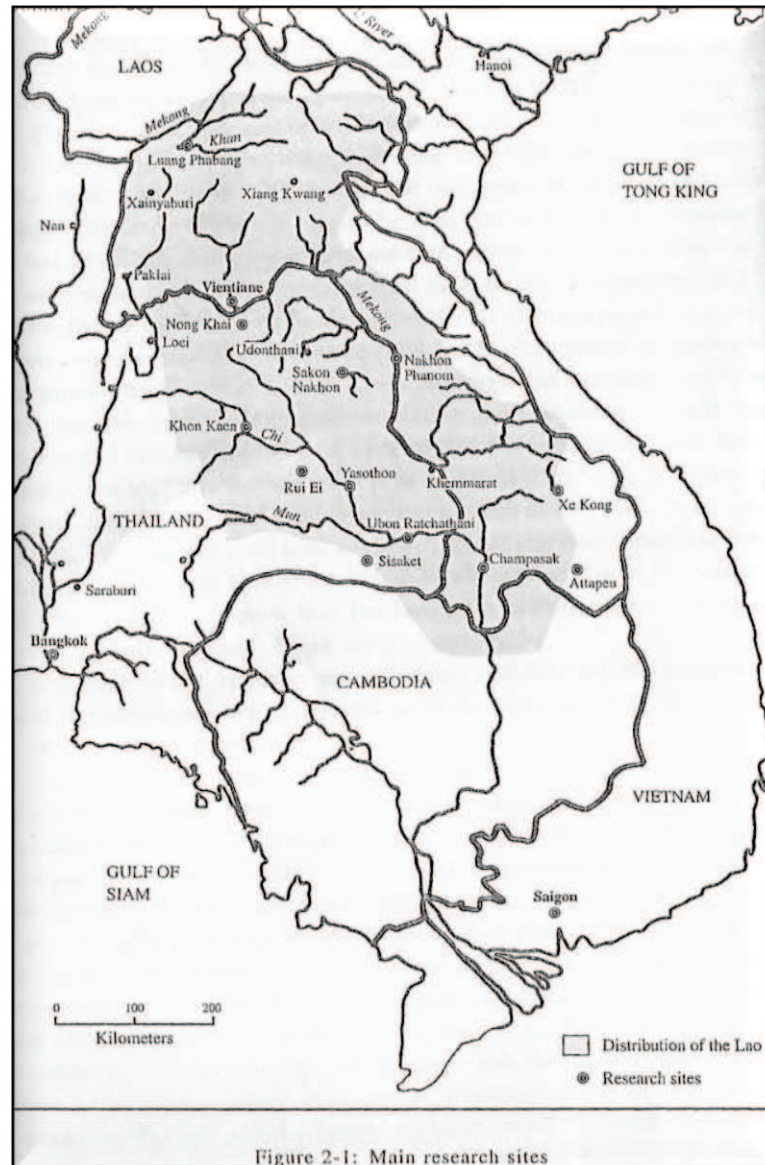 Mekong
River
Hanoi
LAOS
Mekong
Khan
Luang Phabang
GULF OF
TONG KING
Xainyaburi
Xiang Kwang
Nan
Paklai
Vientiane
Mekong
Nong Khai
Loei
Udonthani
Nakhon
Phanom
Sakon
Nakhon
Khon Kaen
Chi
Khemmarat
Rui Ei
Yasothon
Xe Kong
THAILAND
Mun
Ubon Ratchathani
Sisaket
Champasak
Attapeu
Saraburi
Bangkok
CAMBODIA
VIETNAM
GULF OF
SIAM
Saigon
0 100 200
Kilometers
Distribution of the Lao
Research sites
Figure 2-1: Main research sites